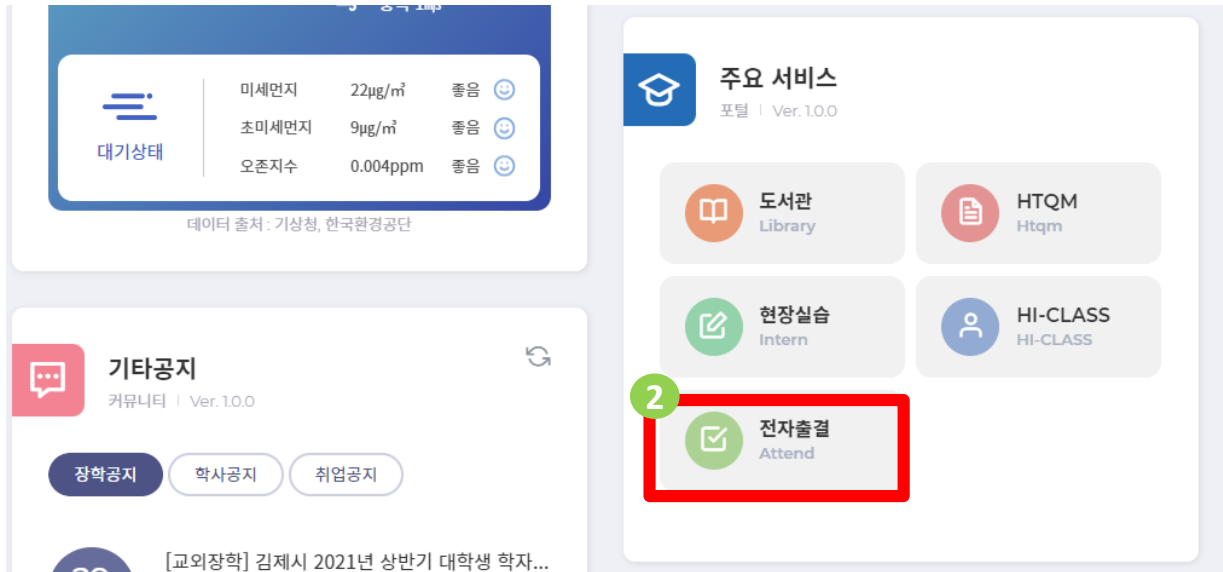 미세먼지 22μg/㎥ 좋음
초미세먼지 9μg/㎥ 좋음
오존지수 0.004ppm 좋음
대기상태
데이터 출처 : 기상청, 한국환경공단
기타공지
커뮤니티 | Ver. 1.0.0
장학공지 학사공지 취업공지
[교외장학] 김제시 2021년 상반기 대학생 학자...
주요 서비스
포털 | Ver. 1.0.0
도서관
Library
HTQM
Htqm
현장실습
Intern
HI-CLASS
HI-CLASS
2
전자출결
Attend